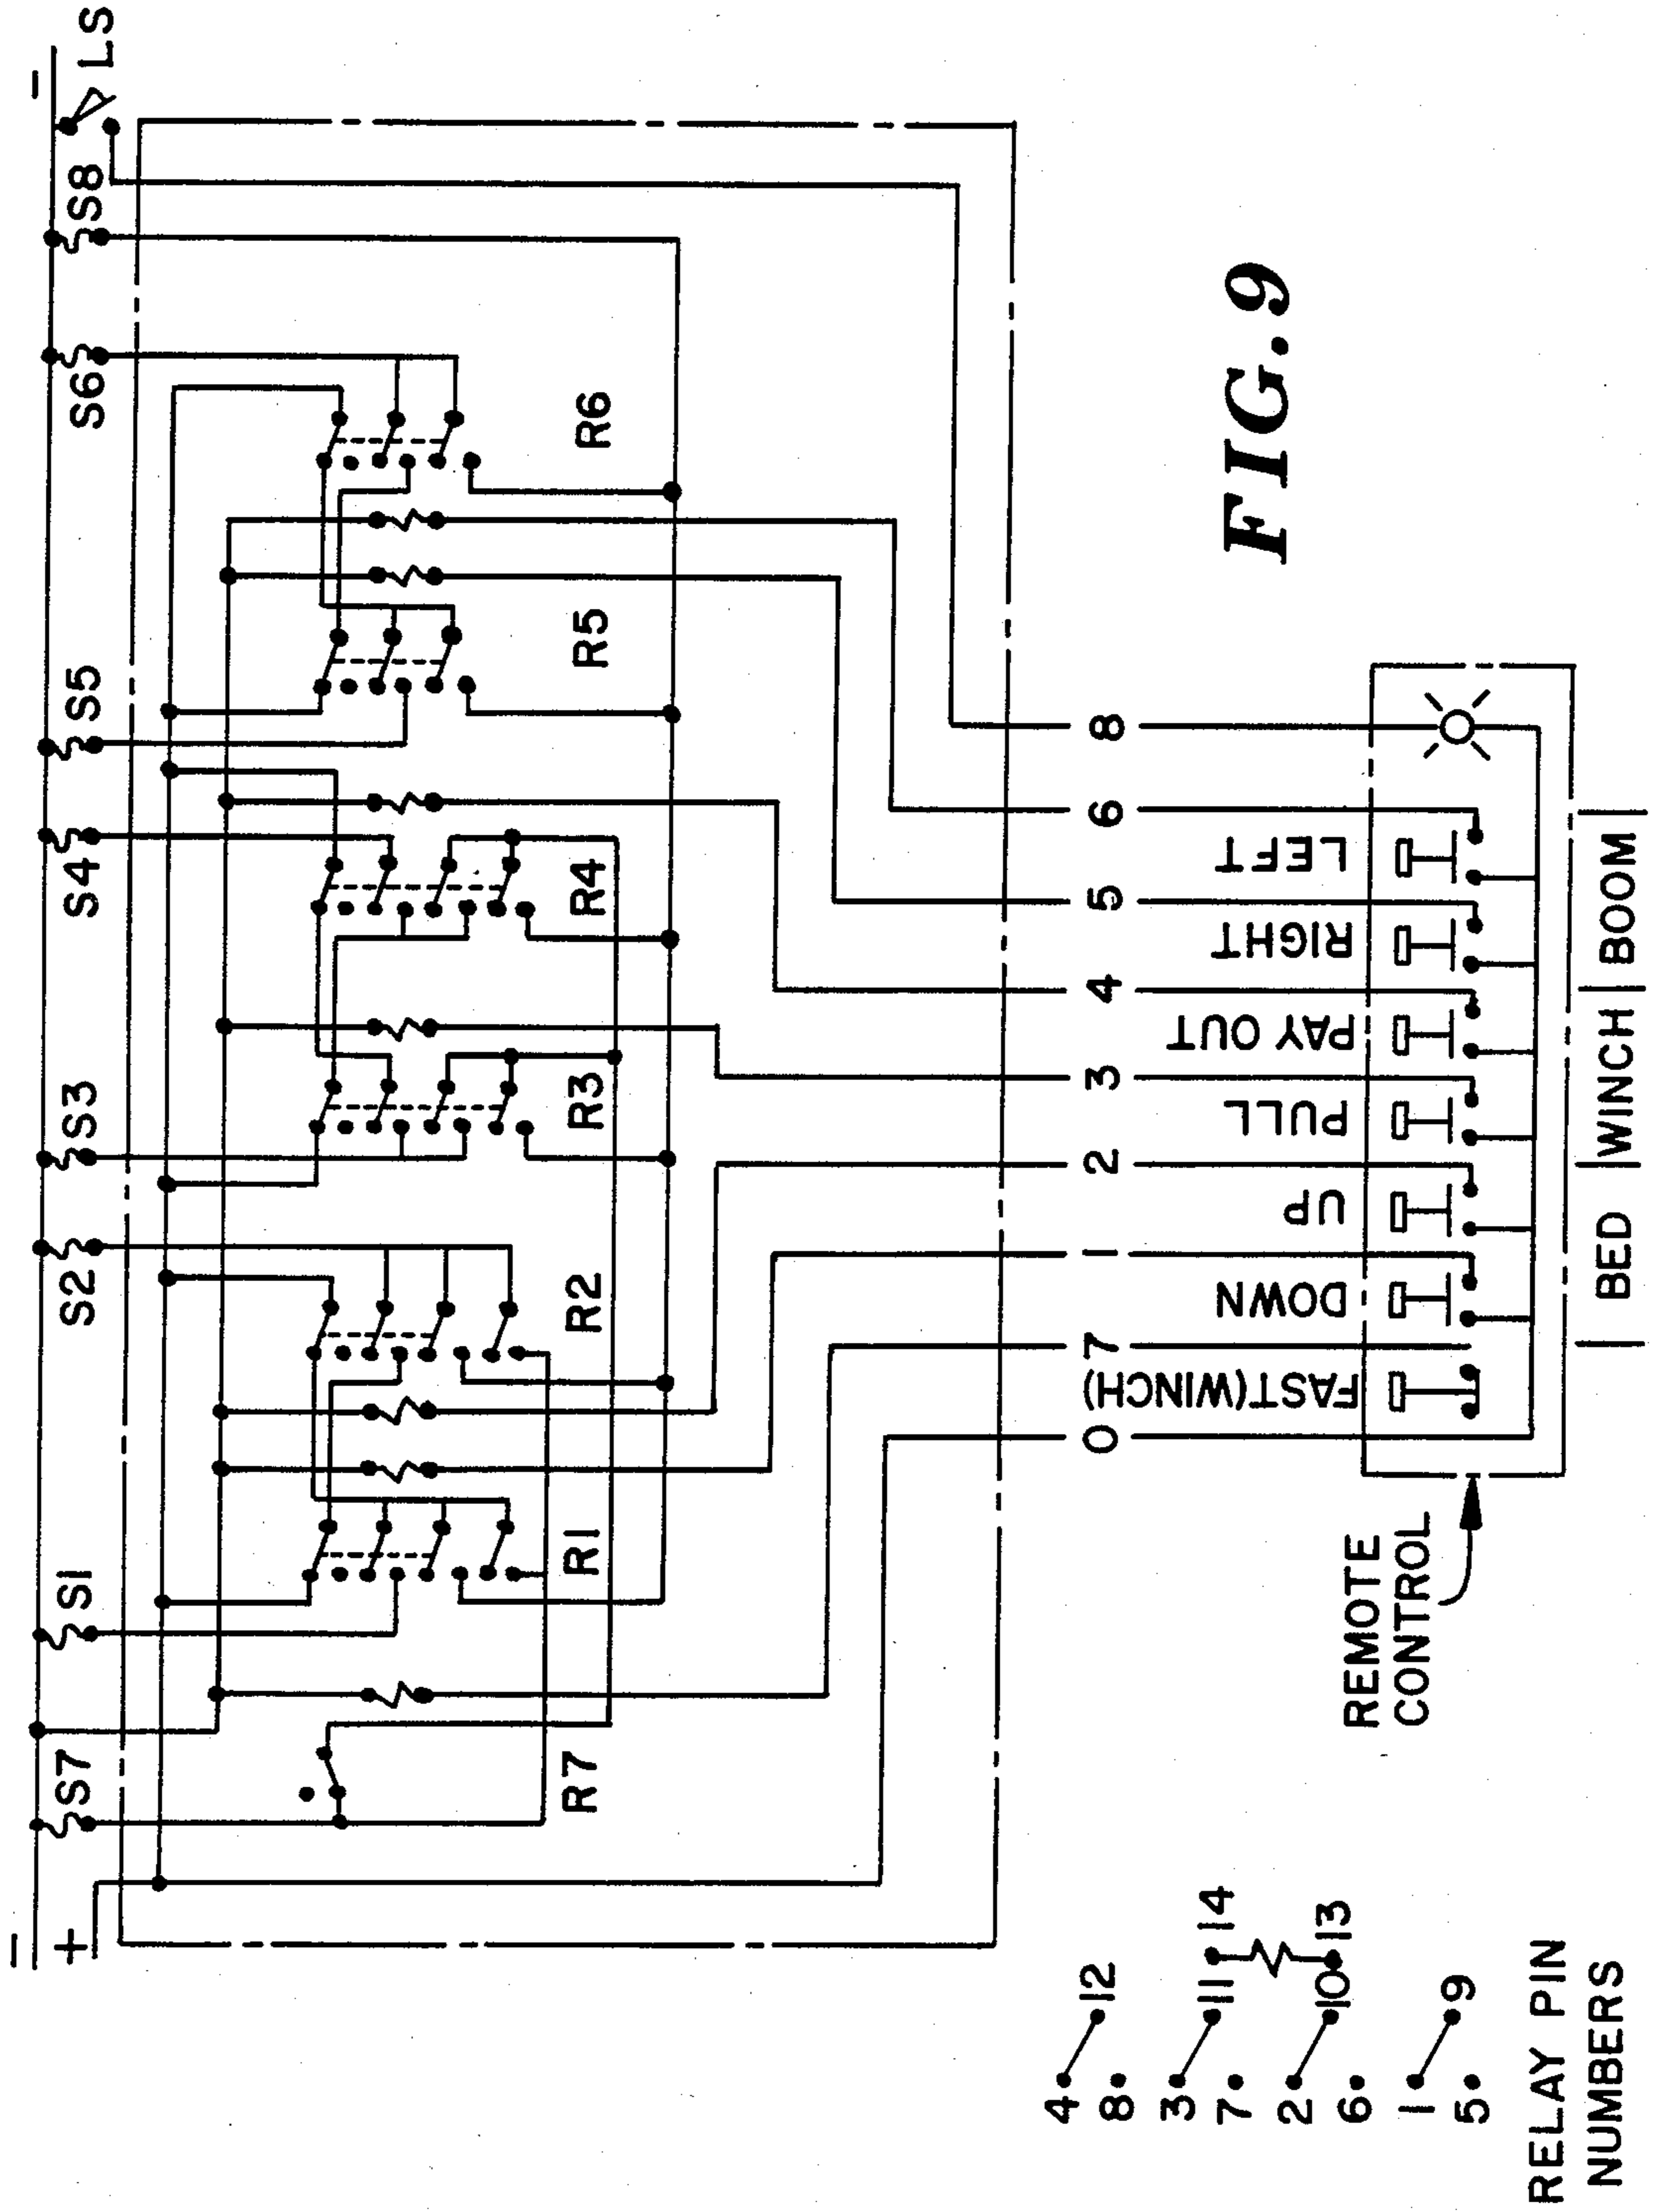 −
S7
S1
S2
S3
S4
S5
S6
S8
LS
−
+
R7
R1
R2
R3
R4
R5
R6
0
7
1
2
3
4
5
6
8
FAST(WINCH)
DOWN
UP
PULL
PAY OUT
RIGHT
LEFT
BED
WINCH
BOOM
REMOTE
CONTROL
4
12
8
3
11
14
7
2
10
13
6
1
9
5
RELAY PIN
NUMBERS
FIG.9